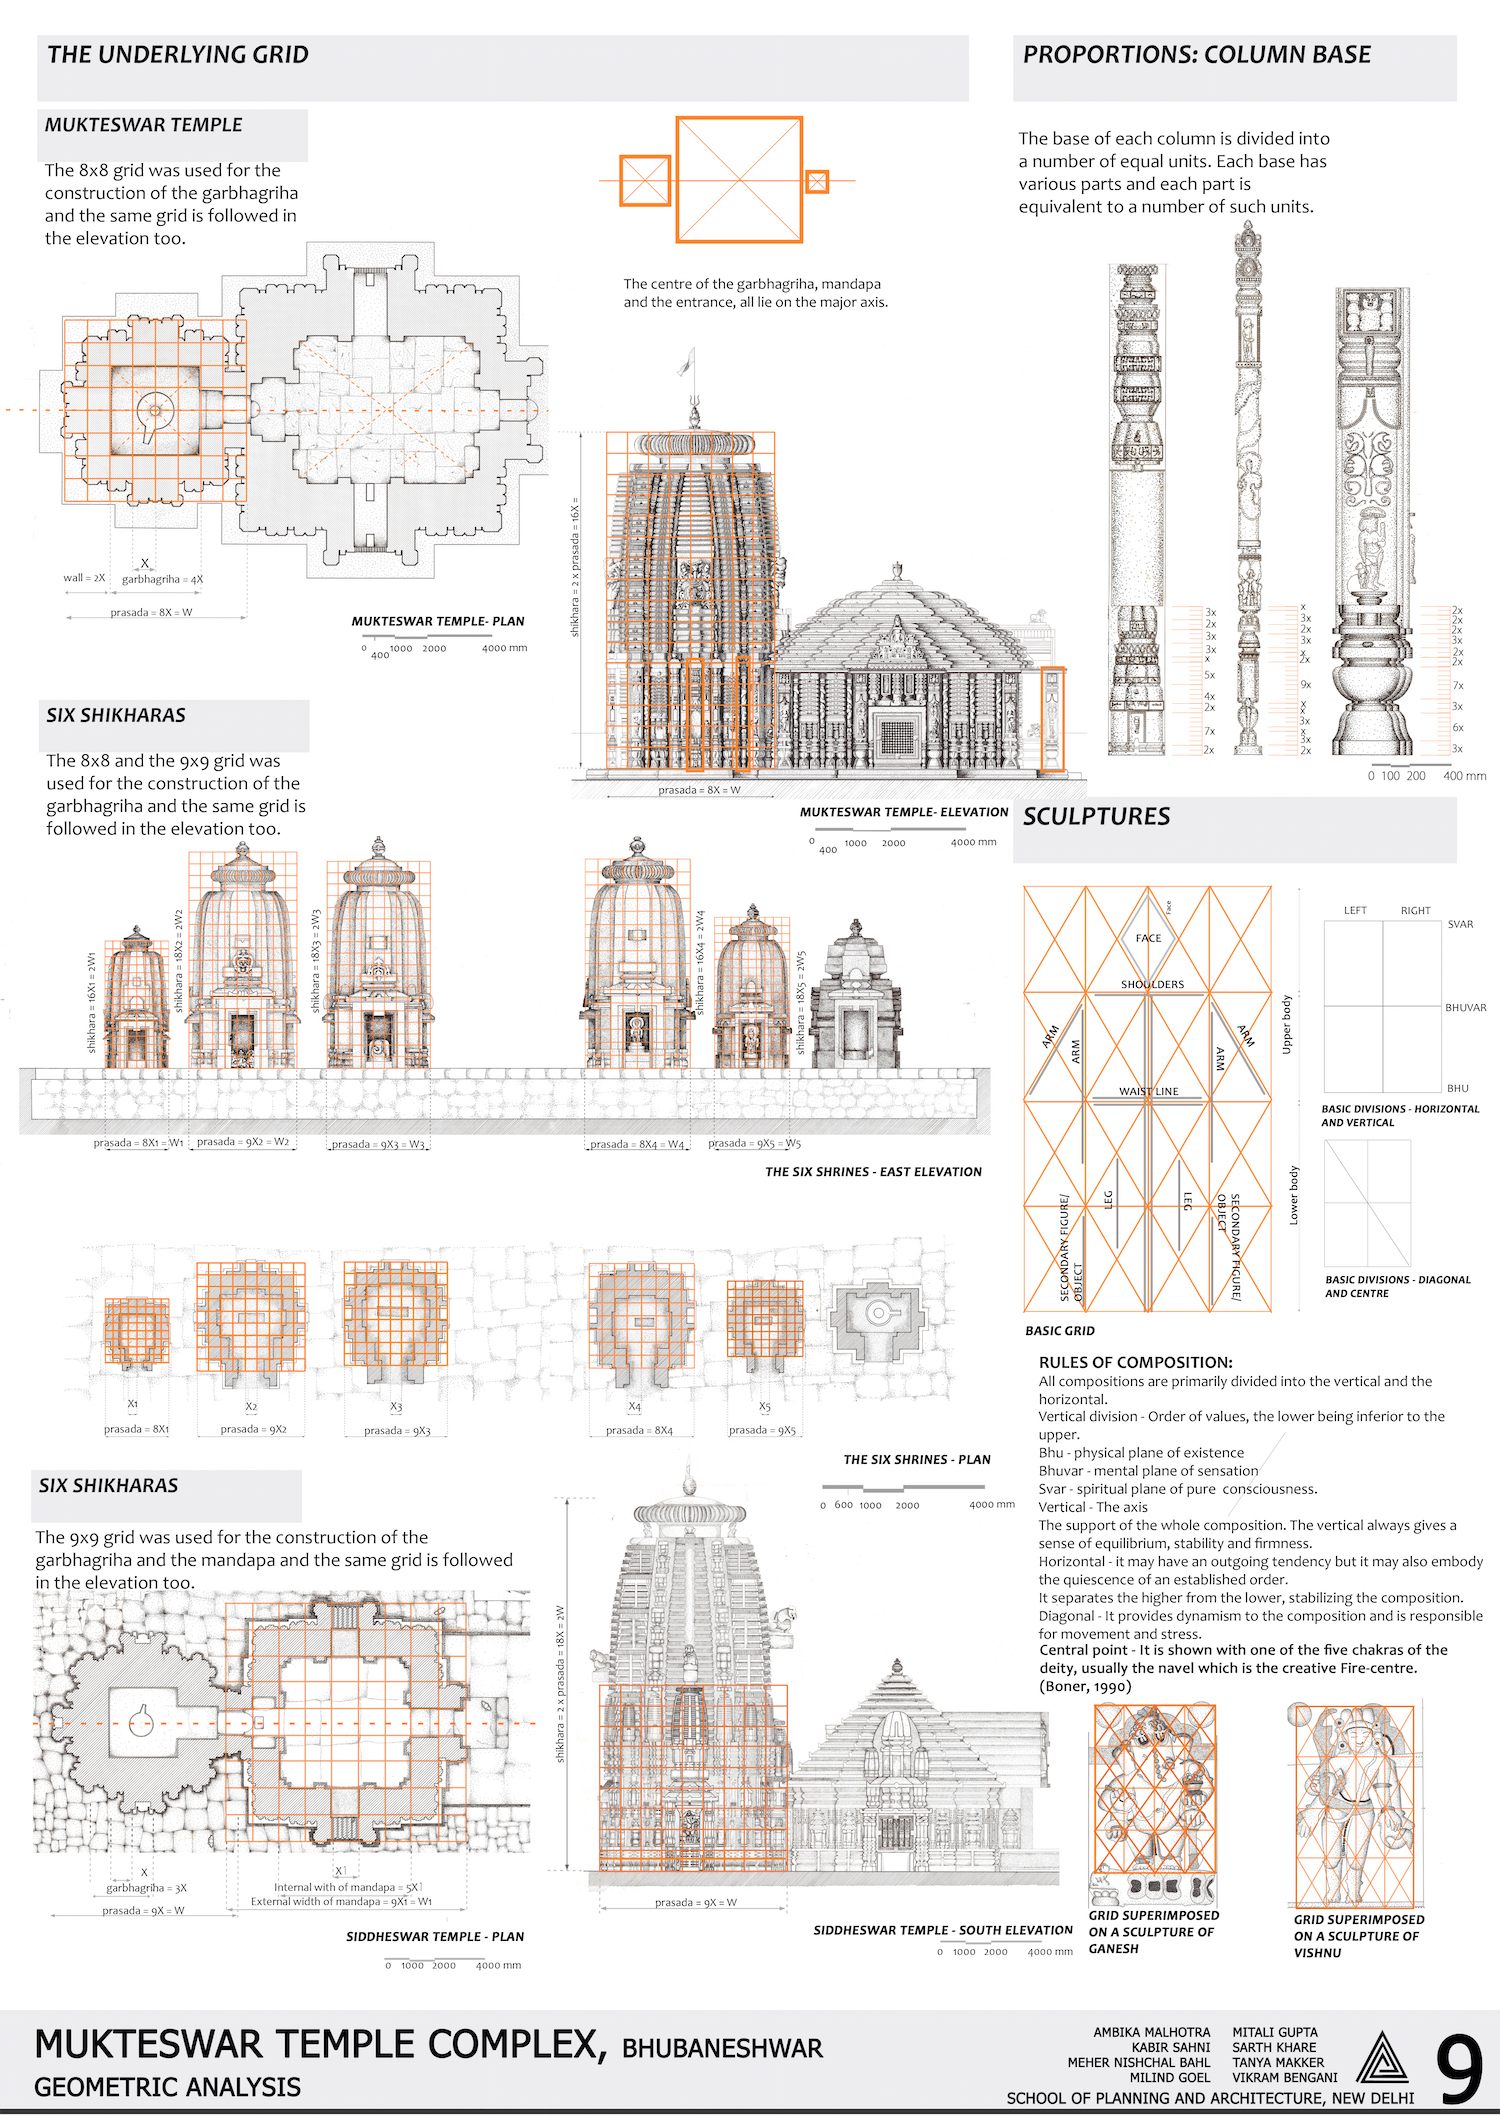 THE UNDERLYING GRID
MUKTESWAR TEMPLE
The 8x8 grid was used for the
construction of the garbhagriha
and the same grid is followed in
the elevation too.
The centre of the garbhagriha, mandapa
and the entrance, all lie on the major axis.
X
wall = 2X
garbhagriha = 4X
prasada = 8X = W
MUKTESWAR TEMPLE- PLAN
0 400 1000 2000 4000 mm
shikhara = 2 x prasada = 16X =
prasada = 8X = W
MUKTESWAR TEMPLE- ELEVATION
0 400 1000 2000 4000 mm
SIX SHIKHARAS
The 8x8 and the 9x9 grid was
used for the construction of the
garbhagriha and the same grid is
followed in the elevation too.
shikhara = 16X1 = 2W1
shikhara = 18X2 = 2W2
shikhara = 18X3 = 2W3
shikhara = 16X4 = 2W4
shikhara = 18X5 = 2W5
prasada = 8X1 = W1
prasada = 9X2 = W2
prasada = 9X3 = W3
prasada = 8X4 = W4
prasada = 9X5 = W5
THE SIX SHRINES - EAST ELEVATION
X1
X2
X3
X4
X5
prasada = 8X1
prasada = 9X2
prasada = 9X3
prasada = 8X4
prasada = 9X5
THE SIX SHRINES - PLAN
0 600 1000 2000 4000 mm
SIX SHIKHARAS
The 9x9 grid was used for the construction of the
garbhagriha and the mandapa and the same grid is followed
in the elevation too.
X
garbhagriha = 3X
prasada = 9X = W
X1
Internal with of mandapa = 5X1
External width of mandapa = 9X1 = W1
SIDDHESWAR TEMPLE - PLAN
0 1000 2000 4000 mm
shikhara = 2 x prasada = 18X = 2W
prasada = 9X = W
SIDDHESWAR TEMPLE - SOUTH ELEVATION
0 1000 2000 4000 mm
PROPORTIONS: COLUMN BASE
The base of each column is divided into
a number of equal units. Each base has
various parts and each part is
equivalent to a number of such units.
3x
2x
3x
3x
x
5x
4x
2x
7x
2x
x
3x
2x
3x
x
2x
9x
x
x
3x
x
3x
2x
2x
2x
2x
3x
2x
2x
7x
3x
6x
3x
0 100 200 400 mm
SCULPTURES
Face
FACE
SHOULDERS
ARM
ARM
ARM
ARM
WAIST LINE
LEG
LEG
SECONDARY FIGURE/
OBJECT
SECONDARY FIGURE/
OBJECT
Upper body
Lower body
BASIC GRID
LEFT RIGHT
SVAR
BHUVAR
BHU
BASIC DIVISIONS - HORIZONTAL
AND VERTICAL
BASIC DIVISIONS - DIAGONAL
AND CENTRE
RULES OF COMPOSITION:
All compositions are primarily divided into the vertical and the
horizontal.
Vertical division - Order of values, the lower being inferior to the
upper.
Bhu - physical plane of existence
Bhuvar - mental plane of sensation
Svar - spiritual plane of pure consciousness.
Vertical - The axis
The support of the whole composition. The vertical always gives a
sense of equilibrium, stability and firmness.
Horizontal - it may have an outgoing tendency but it may also embody
the quiescence of an established order.
It separates the higher from the lower, stabilizing the composition.
Diagonal - It provides dynamism to the composition and is responsible
for movement and stress.
Central point - It is shown with one of the five chakras of the
deity, usually the navel which is the creative Fire-centre.
(Boner, 1990)
GRID SUPERIMPOSED
ON A SCULPTURE OF
GANESH
GRID SUPERIMPOSED
ON A SCULPTURE OF
VISHNU
MUKTESWAR TEMPLE COMPLEX, BHUBANESHWAR
GEOMETRIC ANALYSIS
AMBIKA MALHOTRA MITALI GUPTA
KABIR SAHNI SARTH KHARE
MEHER NISHCHAL BAHL TANYA MAKKER
MILIND GOEL VIKRAM BENGANI
SCHOOL OF PLANNING AND ARCHITECTURE, NEW DELHI
9